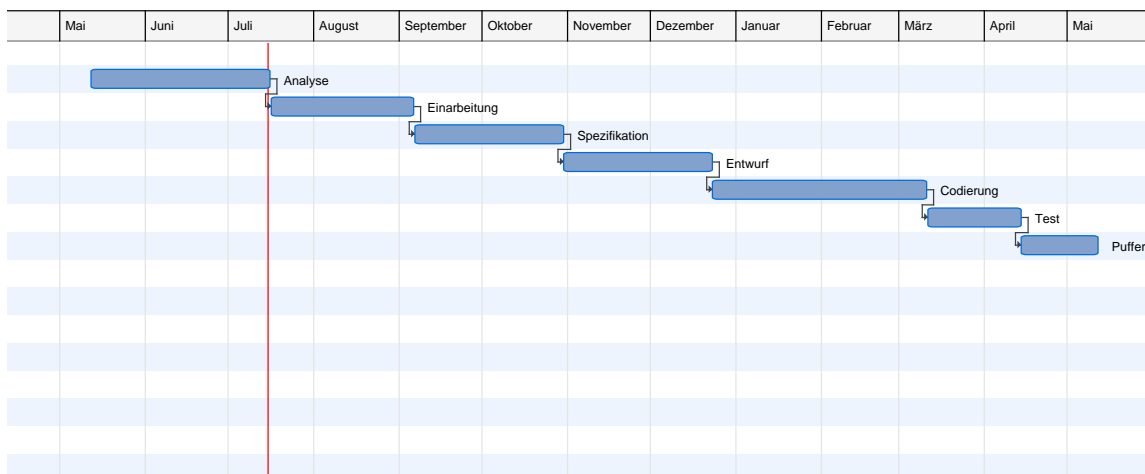 Mai Juni Juli August September Oktober November Dezember Januar Februar März April Mai
Analyse
Einarbeitung
Spezifikation
Entwurf
Codierung
Test
Puffer